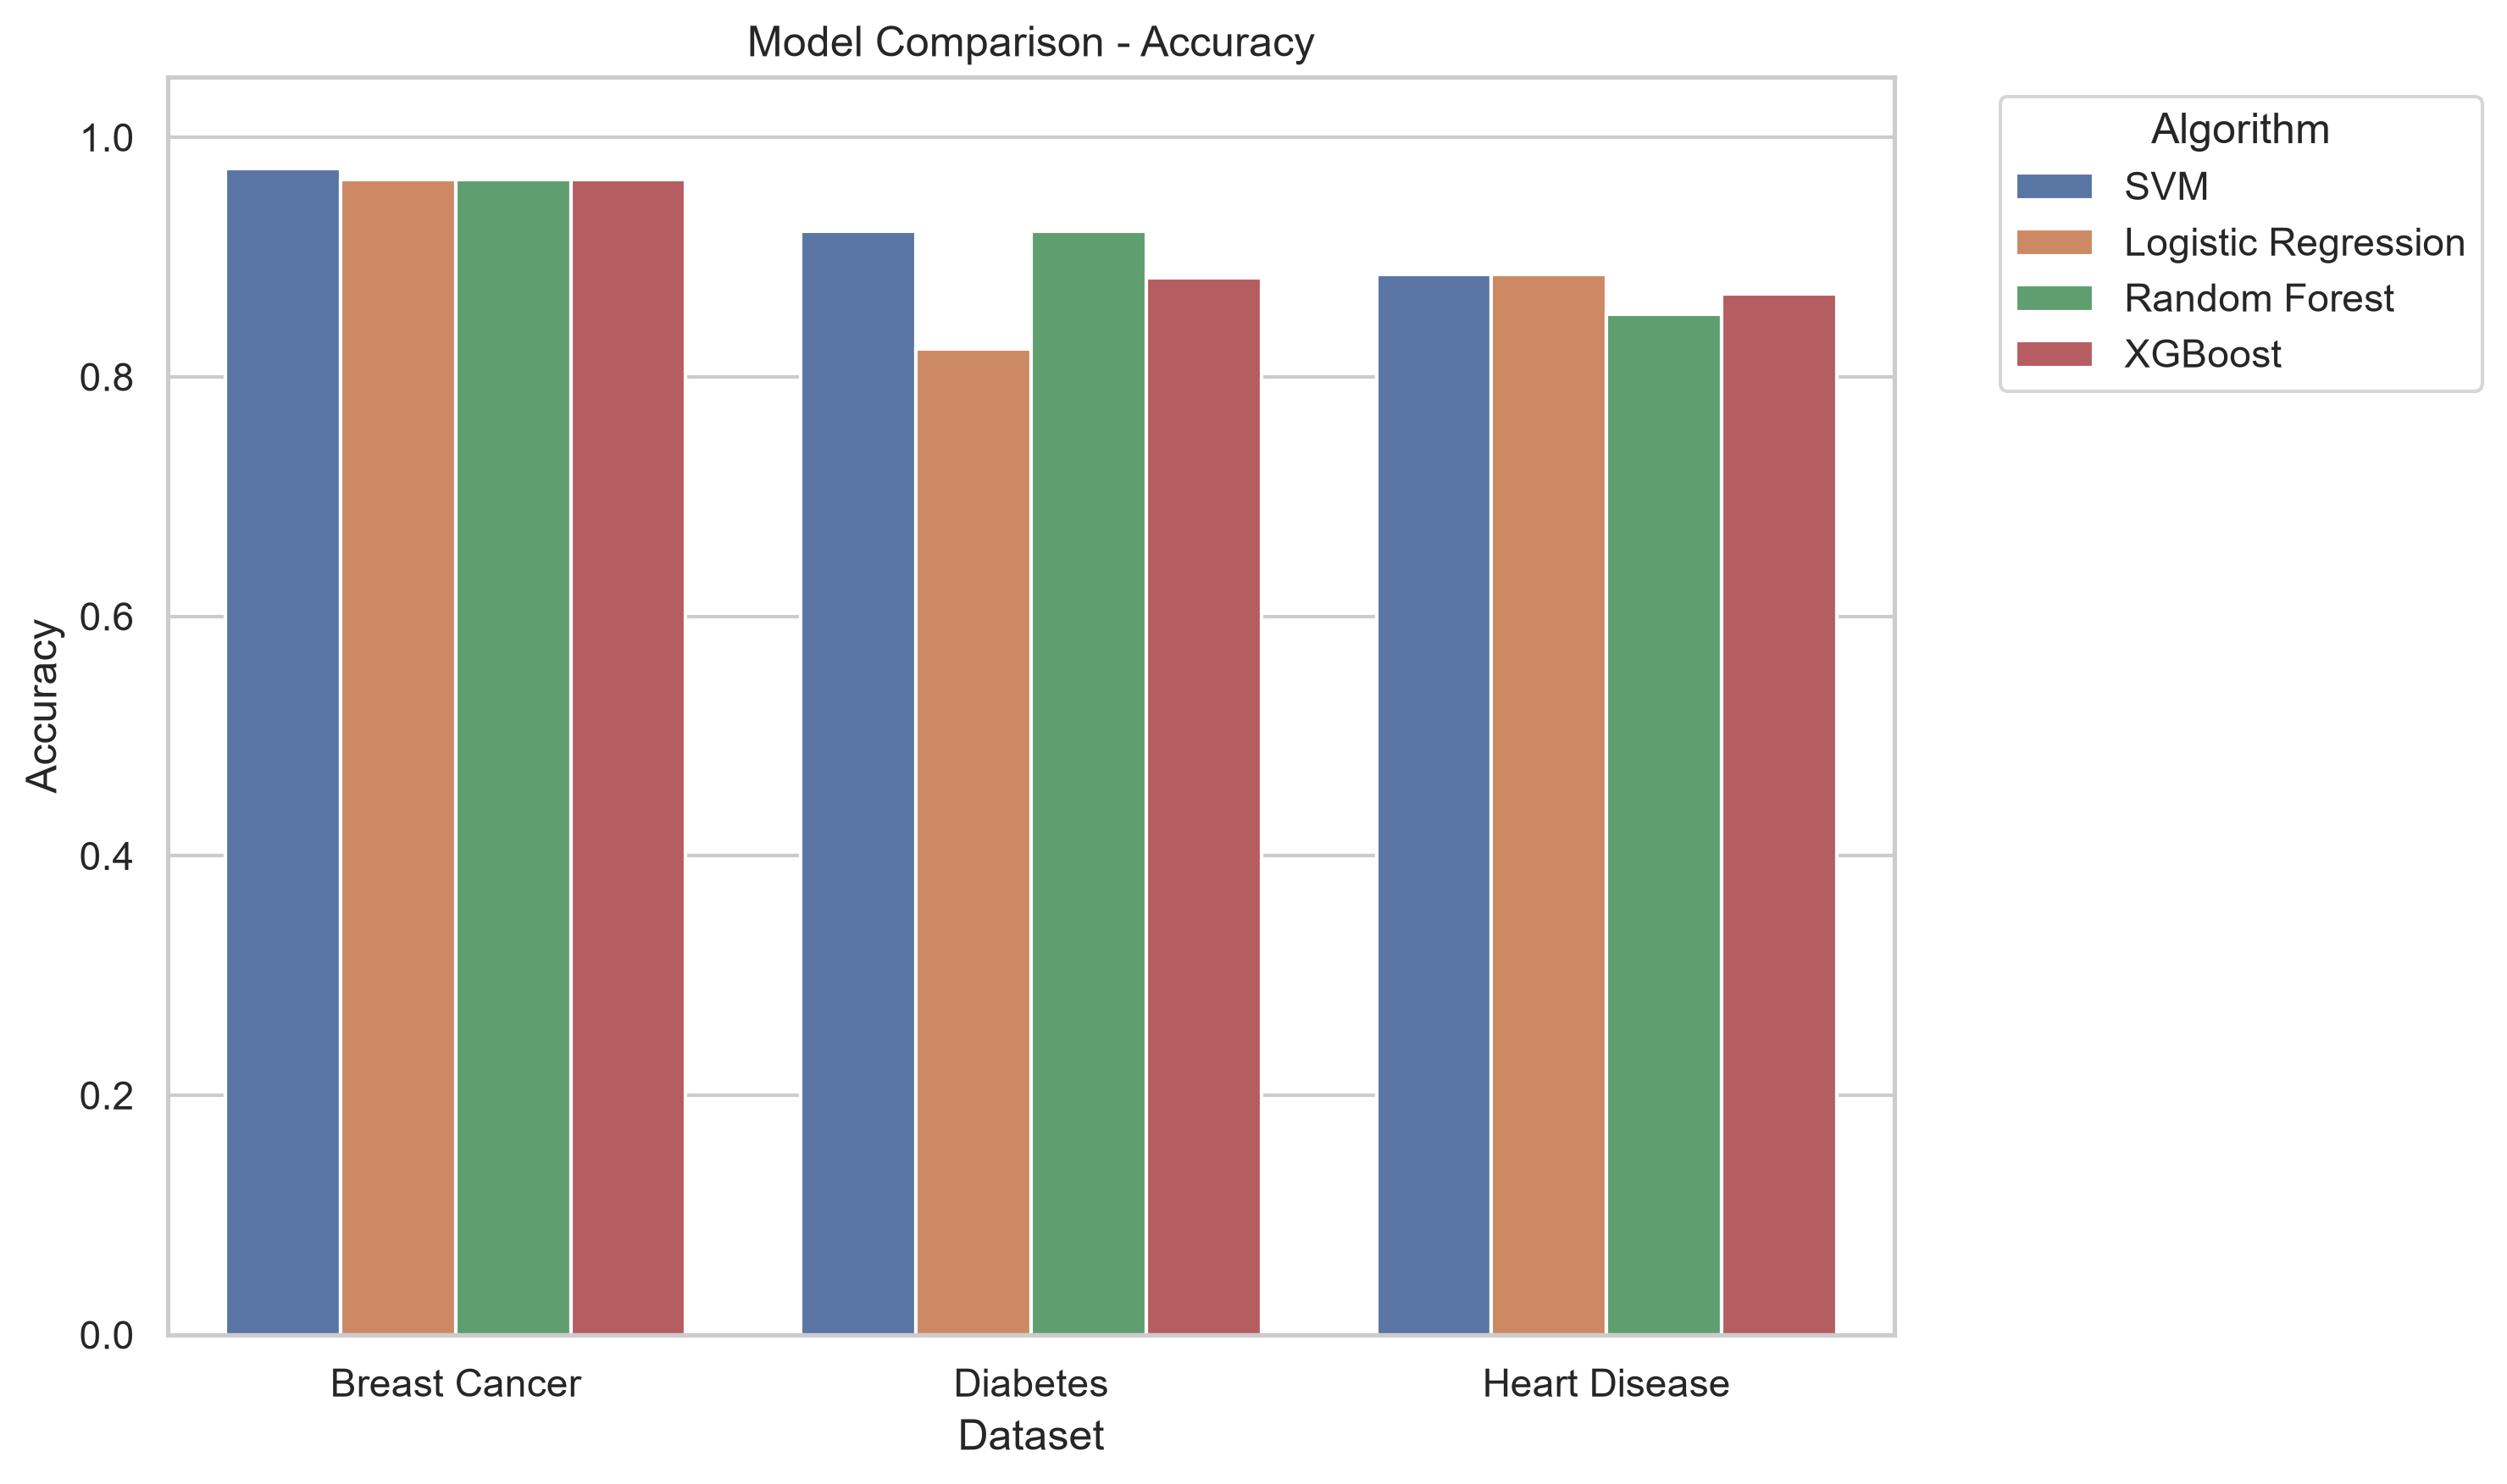 Model Comparison - Accuracy
Accuracy
1.0
0.8
0.6
0.4
0.2
0.0
Breast Cancer
Diabetes
Heart Disease
Dataset
Algorithm
SVM
Logistic Regression
Random Forest
XGBoost